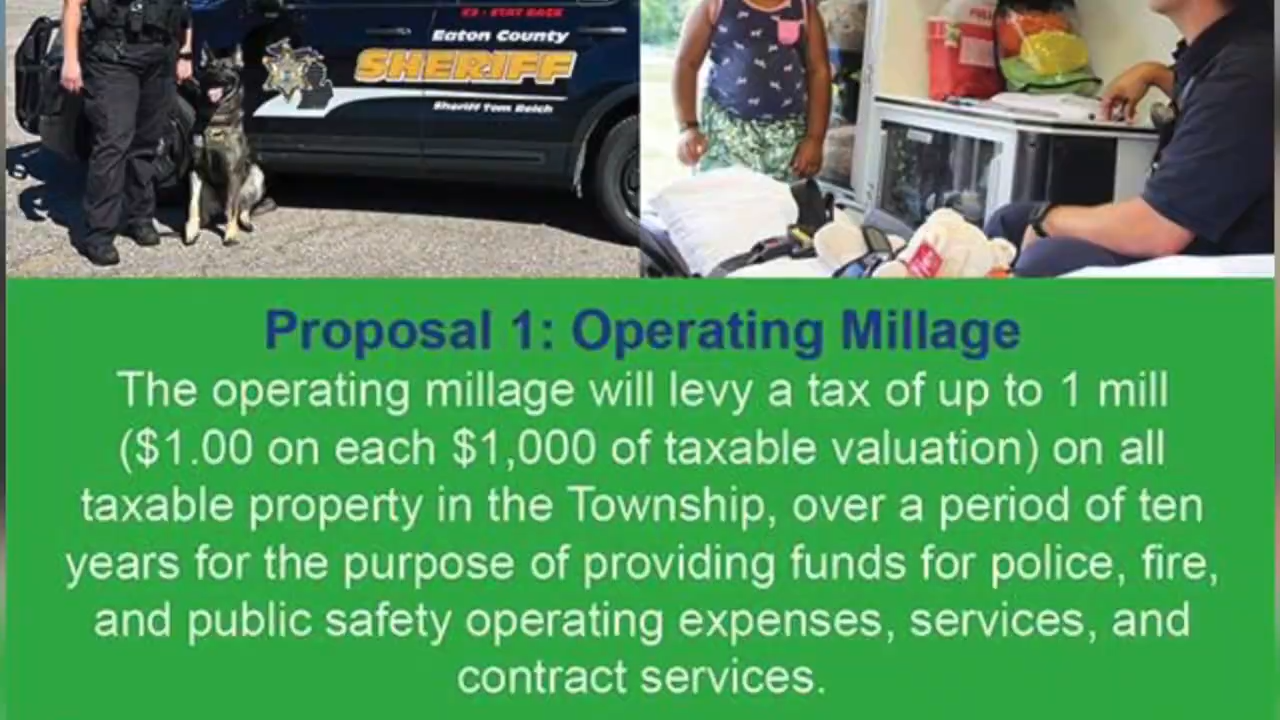 K9 - STAY BACK
Eaton County
SHERIFF
Sheriff Tom Reich
Proposal 1: Operating Millage
The operating millage will levy a tax of up to 1 mill
($1.00 on each $1,000 of taxable valuation) on all
taxable property in the Township, over a period of ten
years for the purpose of providing funds for police, fire,
and public safety operating expenses, services, and
contract services.